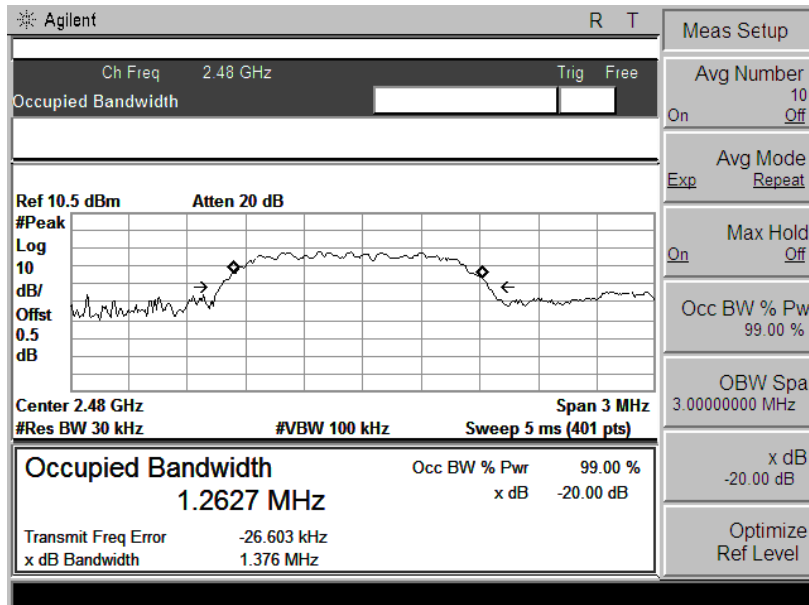 Agilent R T
Meas Setup
Ch Freq 2.48 GHz Trig Free
Occupied Bandwidth
Avg Number
10
On Off
Avg Mode
Exp Repeat
Max Hold
On Off
Occ BW % Pwr
99.00 %
OBW Spa
3.00000000 MHz
x dB
-20.00 dB
Optimize
Ref Level
Ref 10.5 dBm Atten 20 dB
#Peak
Log
10
dB/
Offst
0.5
dB
Center 2.48 GHz Span 3 MHz
#Res BW 30 kHz #VBW 100 kHz Sweep 5 ms (401 pts)
Occupied Bandwidth
1.2627 MHz
Occ BW % Pwr 99.00 %
x dB -20.00 dB
Transmit Freq Error -26.603 kHz
x dB Bandwidth 1.376 MHz